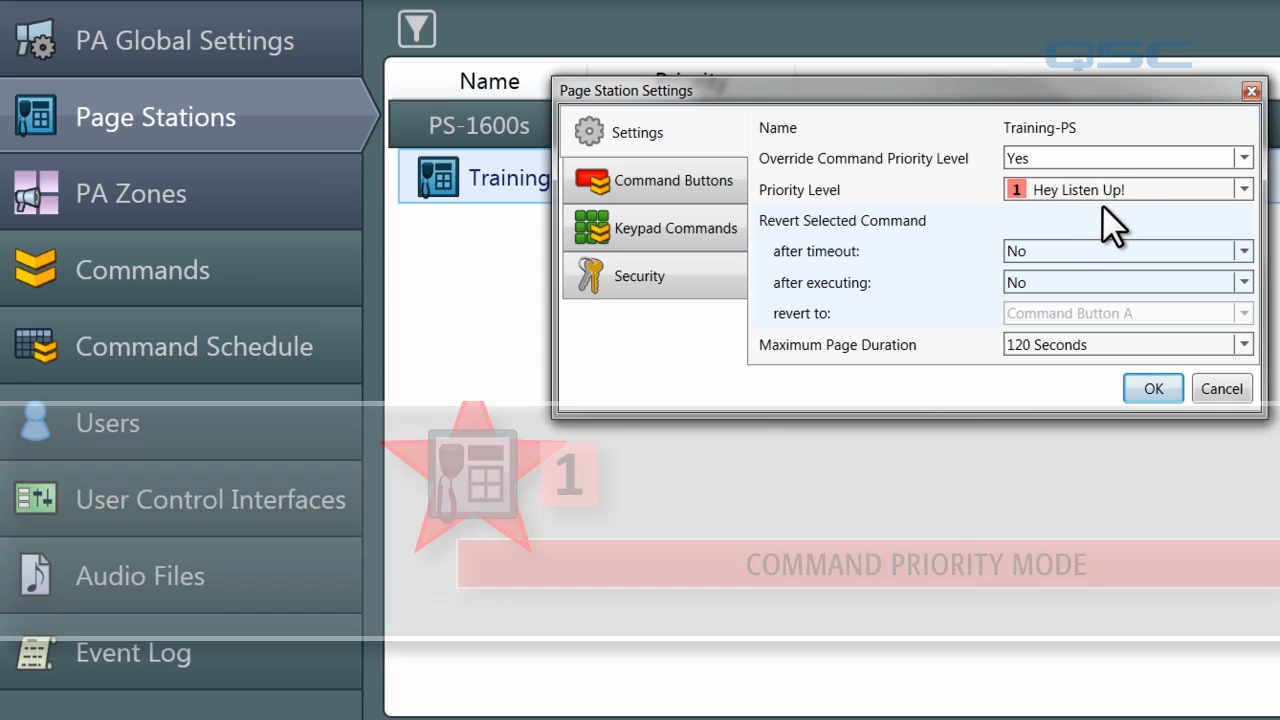 PA Global Settings
Page Stations
PA Zones
Commands
Command Schedule
Users
User Control Interfaces
Audio Files
Event Log
QSC
Name
PS-1600s
Training
Page Station Settings
Settings
Command Buttons
Keypad Commands
Security
Name Training-PS
Override Command Priority Level Yes
Priority Level 1 Hey Listen Up!
Revert Selected Command
after timeout: No
after executing: No
revert to: Command Button A
Maximum Page Duration 120 Seconds
OK Cancel
1
COMMAND PRIORITY MODE